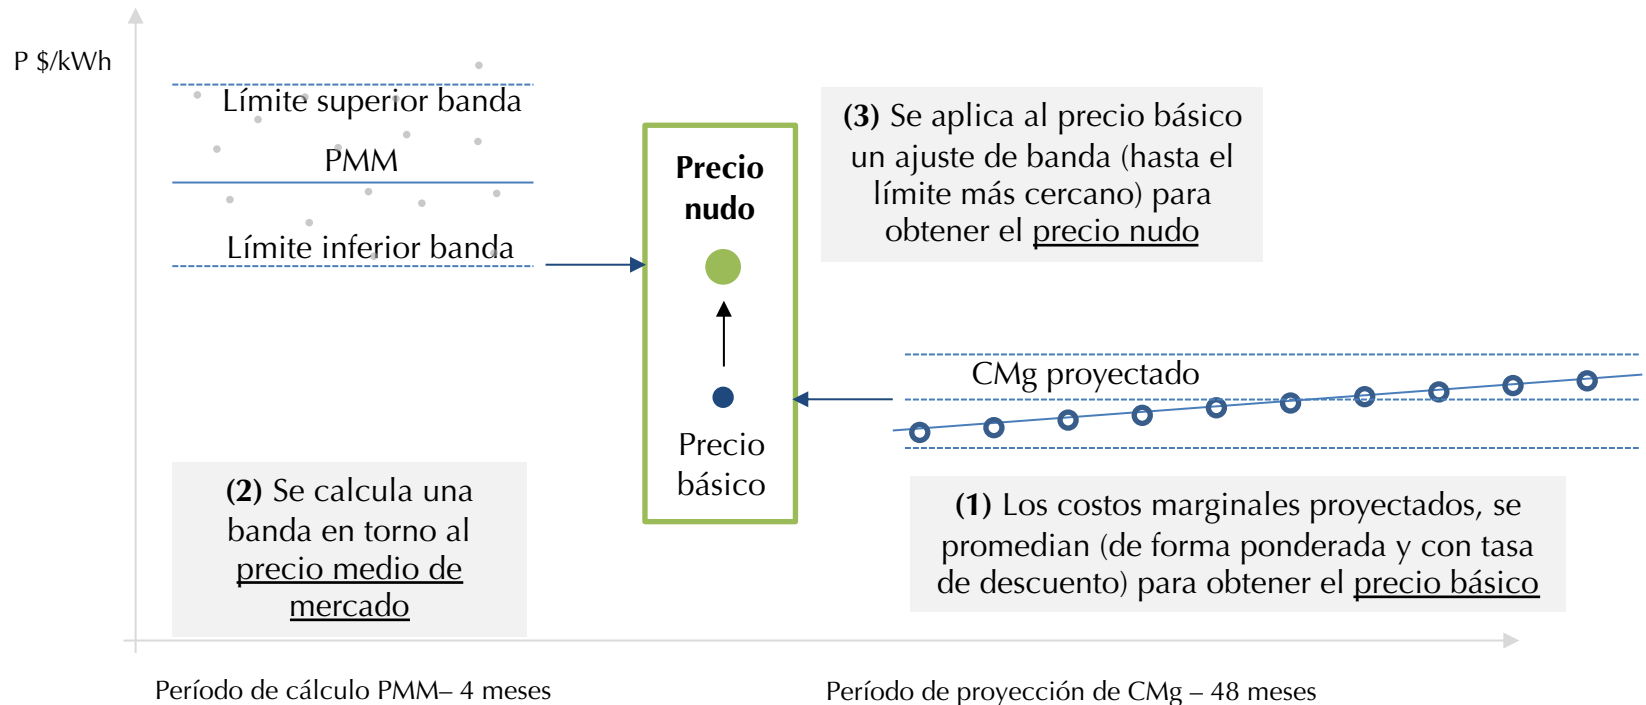 P $/kWh
Límite superior banda
PMM
Límite inferior banda
(2) Se calcula una
banda en torno al
precio medio de
mercado
Precio
nudo
Precio
básico
(3) Se aplica al precio básico
un ajuste de banda (hasta el
límite más cercano) para
obtener el precio nudo
CMg proyectado
(1) Los costos marginales proyectados, se
promedian (de forma ponderada y con tasa
de descuento) para obtener el precio básico
Período de cálculo PMM– 4 meses
Período de proyección de CMg – 48 meses